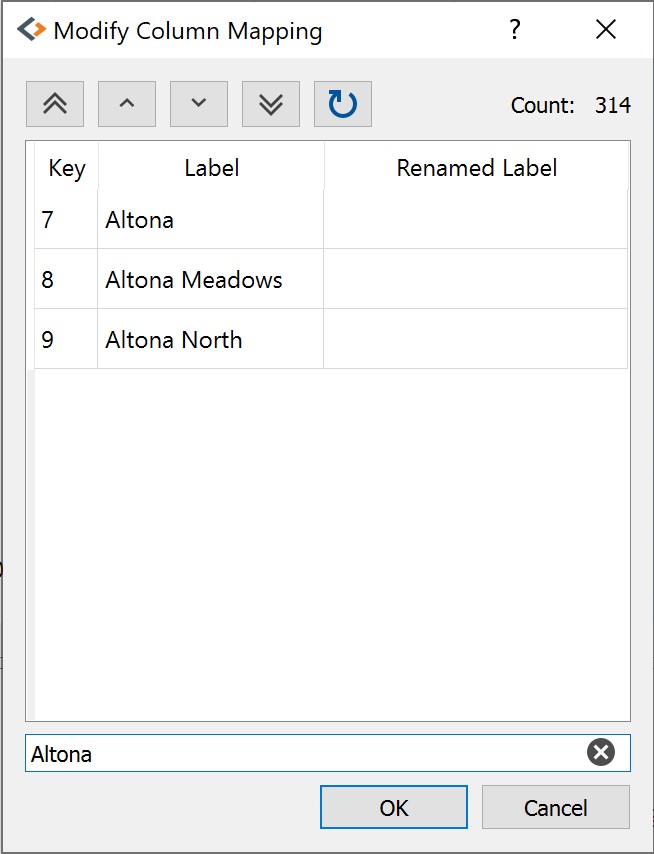 Modify Column Mapping ?
Count: 314
Key Label Renamed Label
7 Altona
8 Altona Meadows
9 Altona North
Altona
OK Cancel